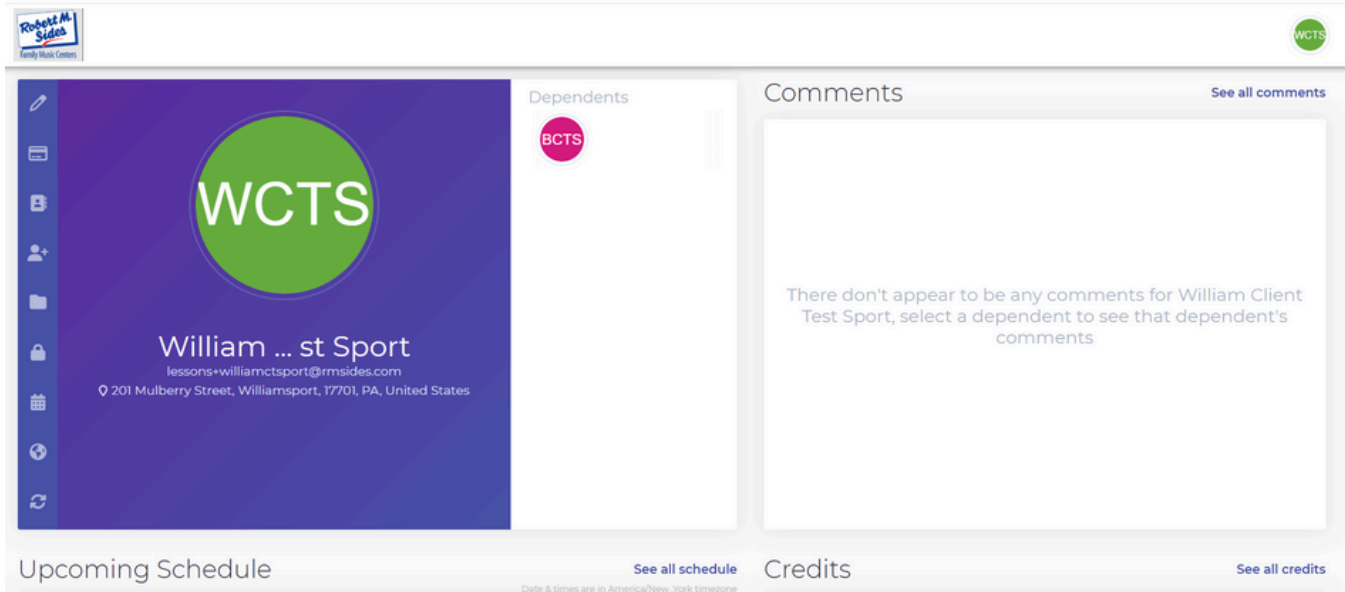 Robert M.
Sides
Family Music Centers
WCTS
WCTS
William ... st Sport
lessons+williamctsport@rmsides.com
201 Mulberry Street, Williamsport, 17701, PA, United States
Dependents
BCTS
Comments
See all comments
There don't appear to be any comments for William Client
Test Sport, select a dependent to see that dependent's
comments
Upcoming Schedule
See all schedule
Date & times are in America/New_York timezone
Credits
See all credits